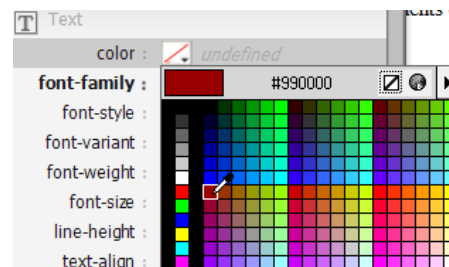 T Text
color : undefined
font-family : #990000
font-style :
font-variant :
font-weight :
font-size :
line-height :
text-align :